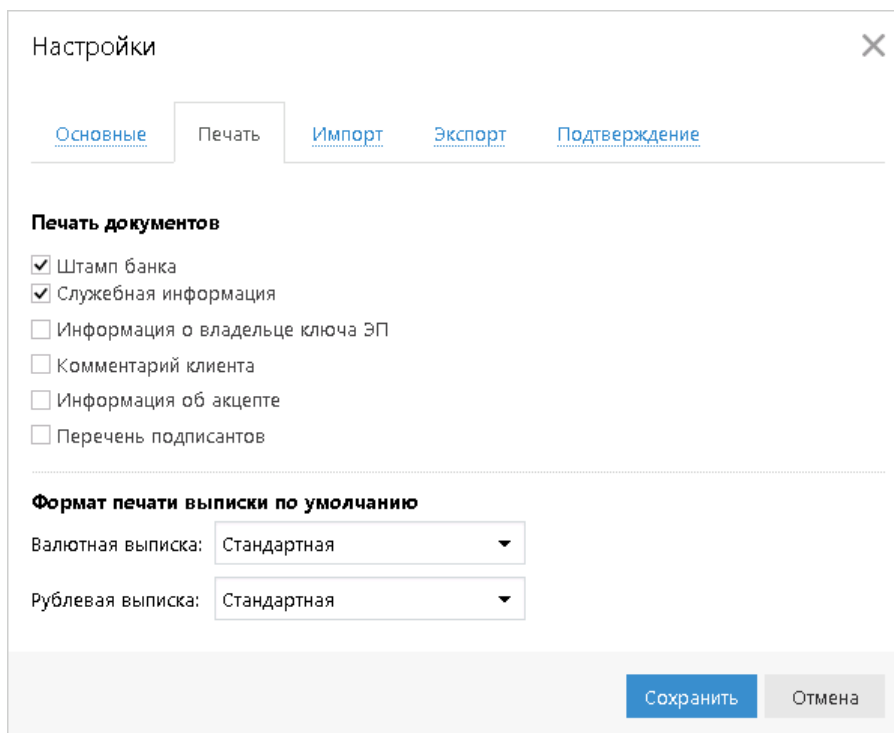 Настройки
Основные Печать Импорт Экспорт Подтверждение
Печать документов
Штамп банка
Служебная информация
Информация о владельце ключа ЭП
Комментарий клиента
Информация об акцепте
Перечень подписантов
Формат печати выписки по умолчанию
Валютная выписка: Стандартная
Рублевая выписка: Стандартная
Сохранить Отмена